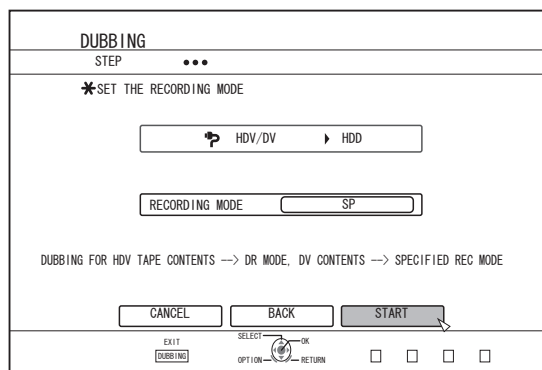 DUBBING
STEP
✱SET THE RECORDING MODE
HDV/DV ▶ HDD
RECORDING MODE SP
DUBBING FOR HDV TAPE CONTENTS --> DR MODE, DV CONTENTS --> SPECIFIED REC MODE
CANCEL BACK START
EXIT
DUBBING
SELECT
OK
OPTION
RETURN